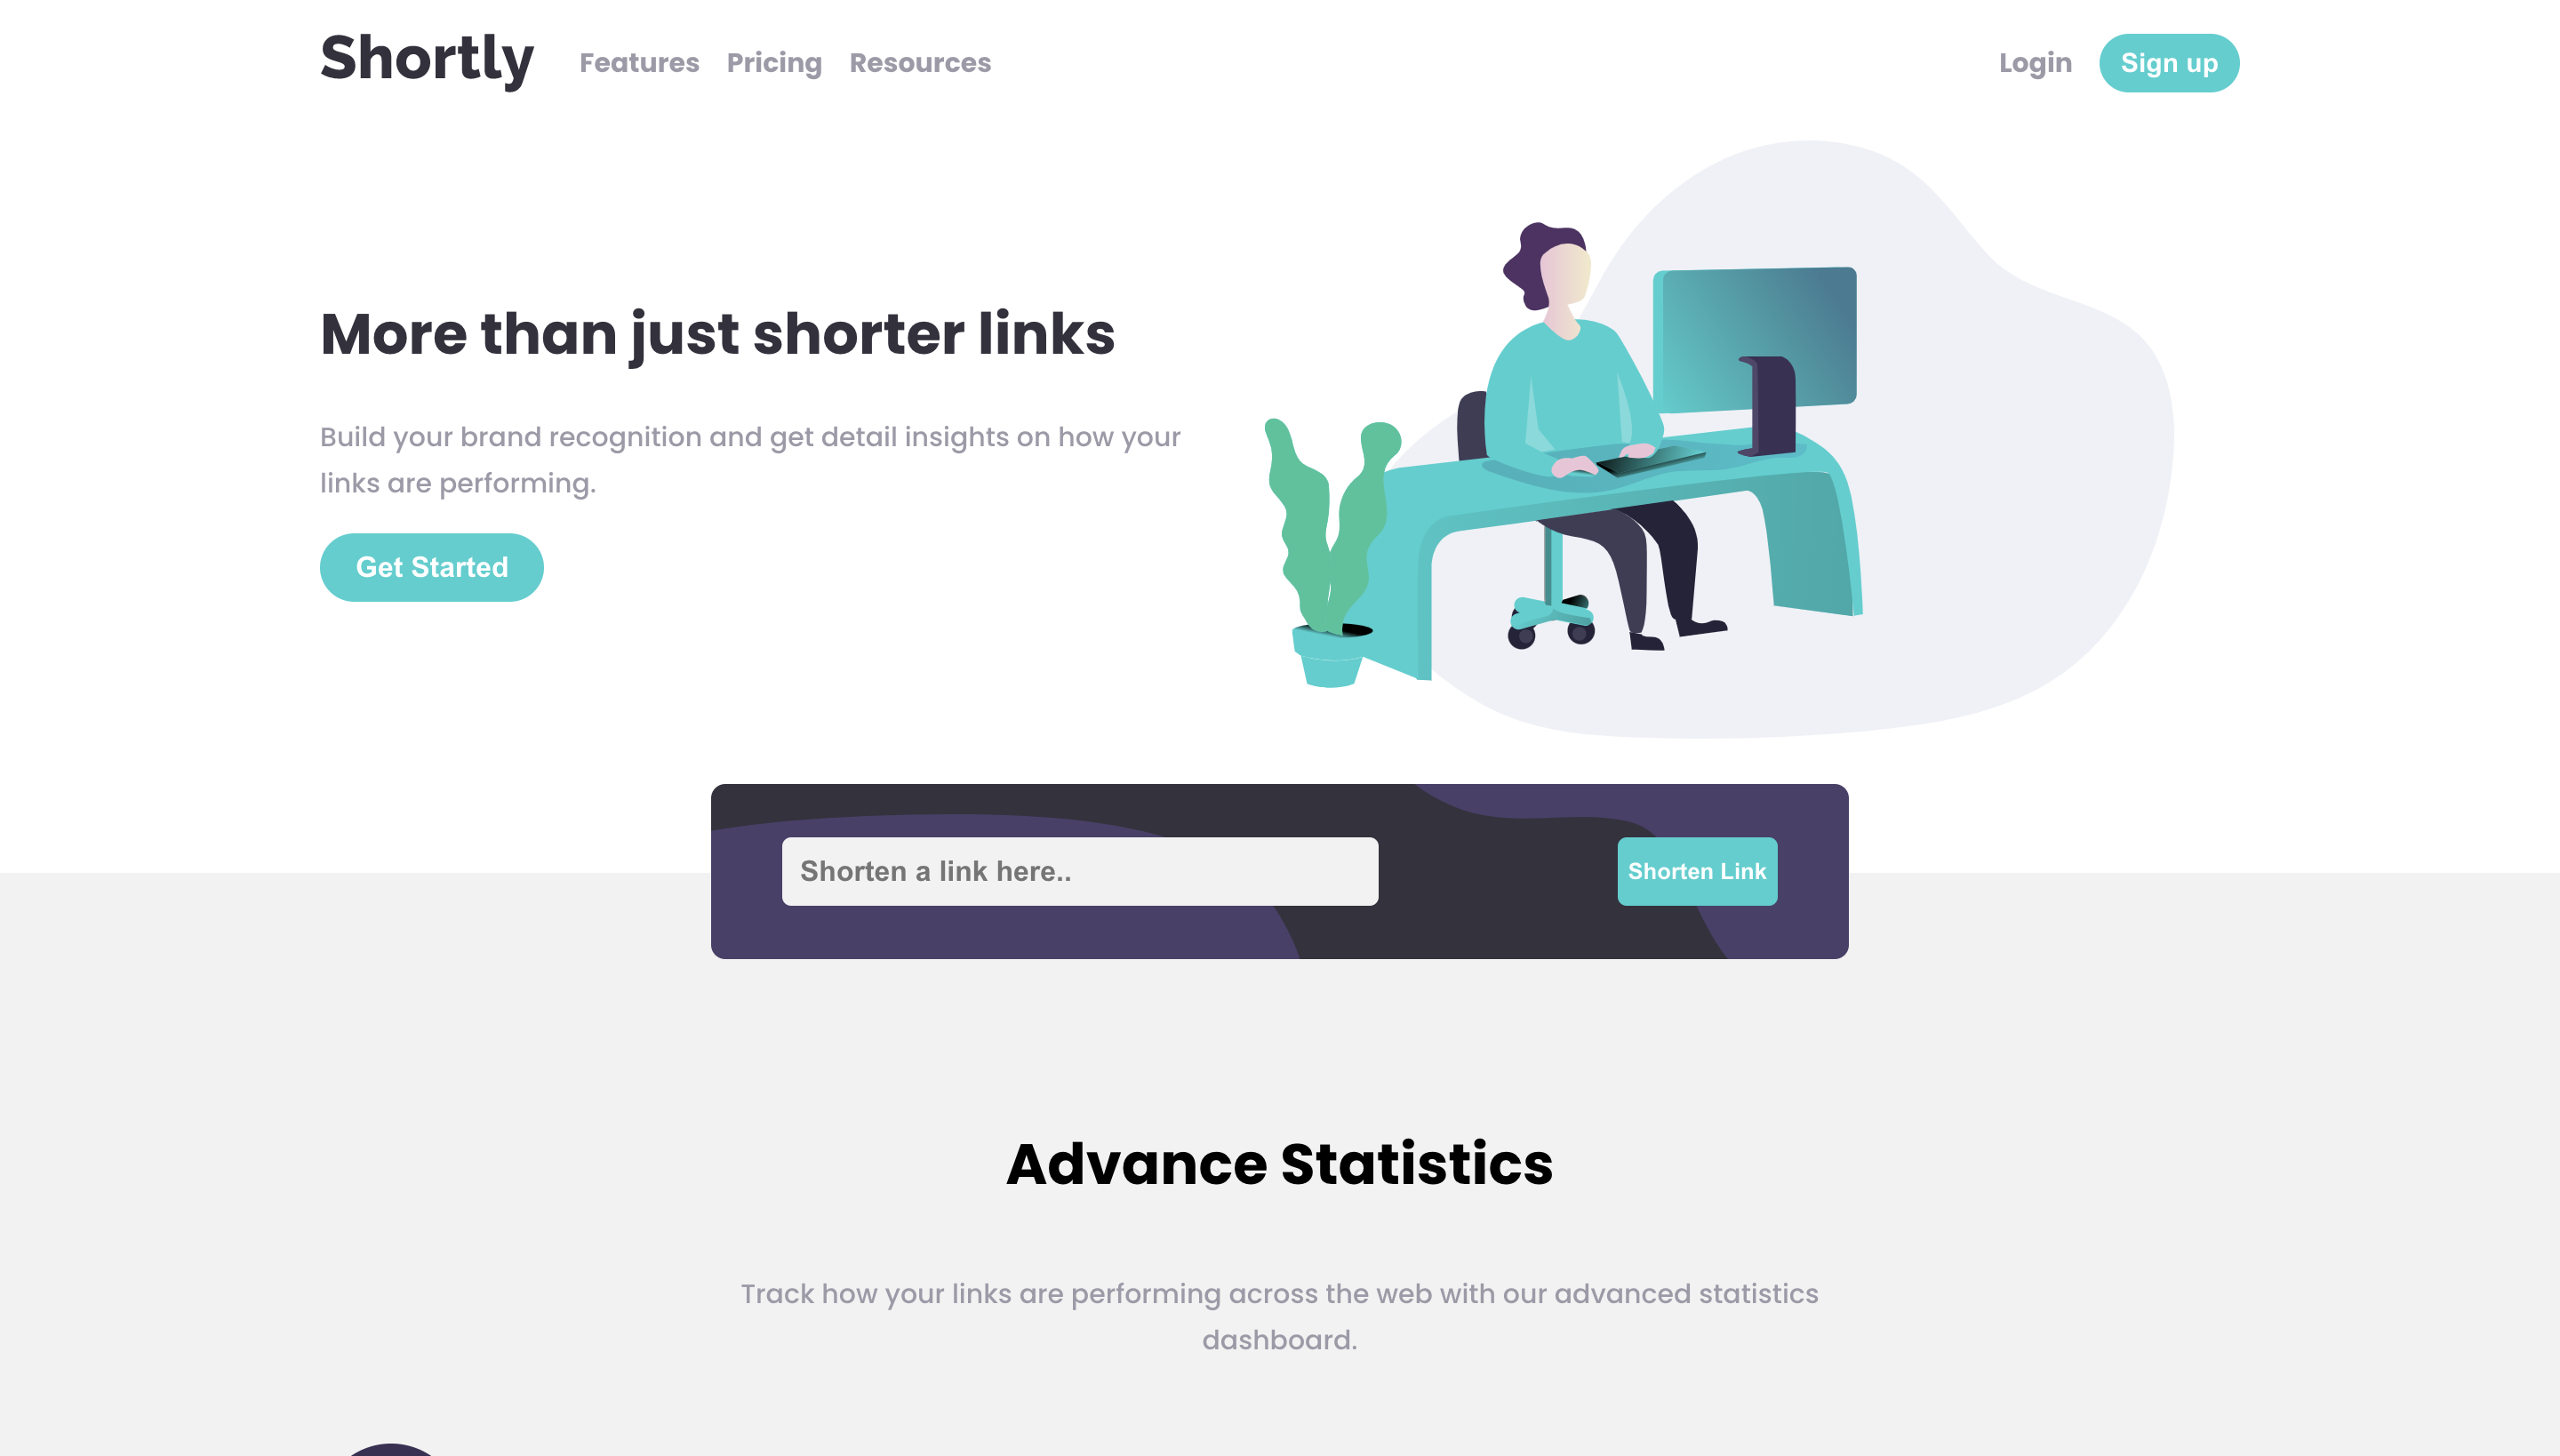 Shortly
Features Pricing Resources
Login Sign up
More than just shorter links
Build your brand recognition and get detail insights on how your
links are performing.
Get Started
Shorten a link here..
Shorten Link
Advance Statistics
Track how your links are performing across the web with our advanced statistics
dashboard.